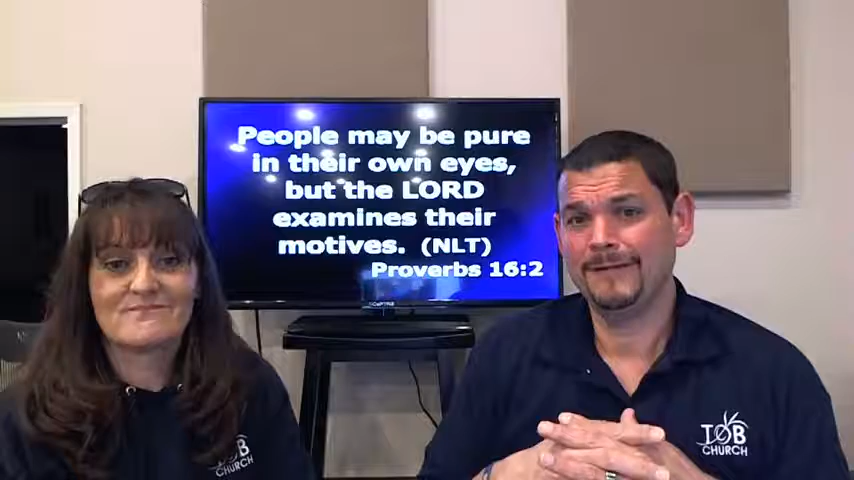 People may be pure
in their own eyes,
but the LORD
examines their
motives. (NLT)
Proverbs 16:2
TOB
CHURCH
TOB
CHURCH